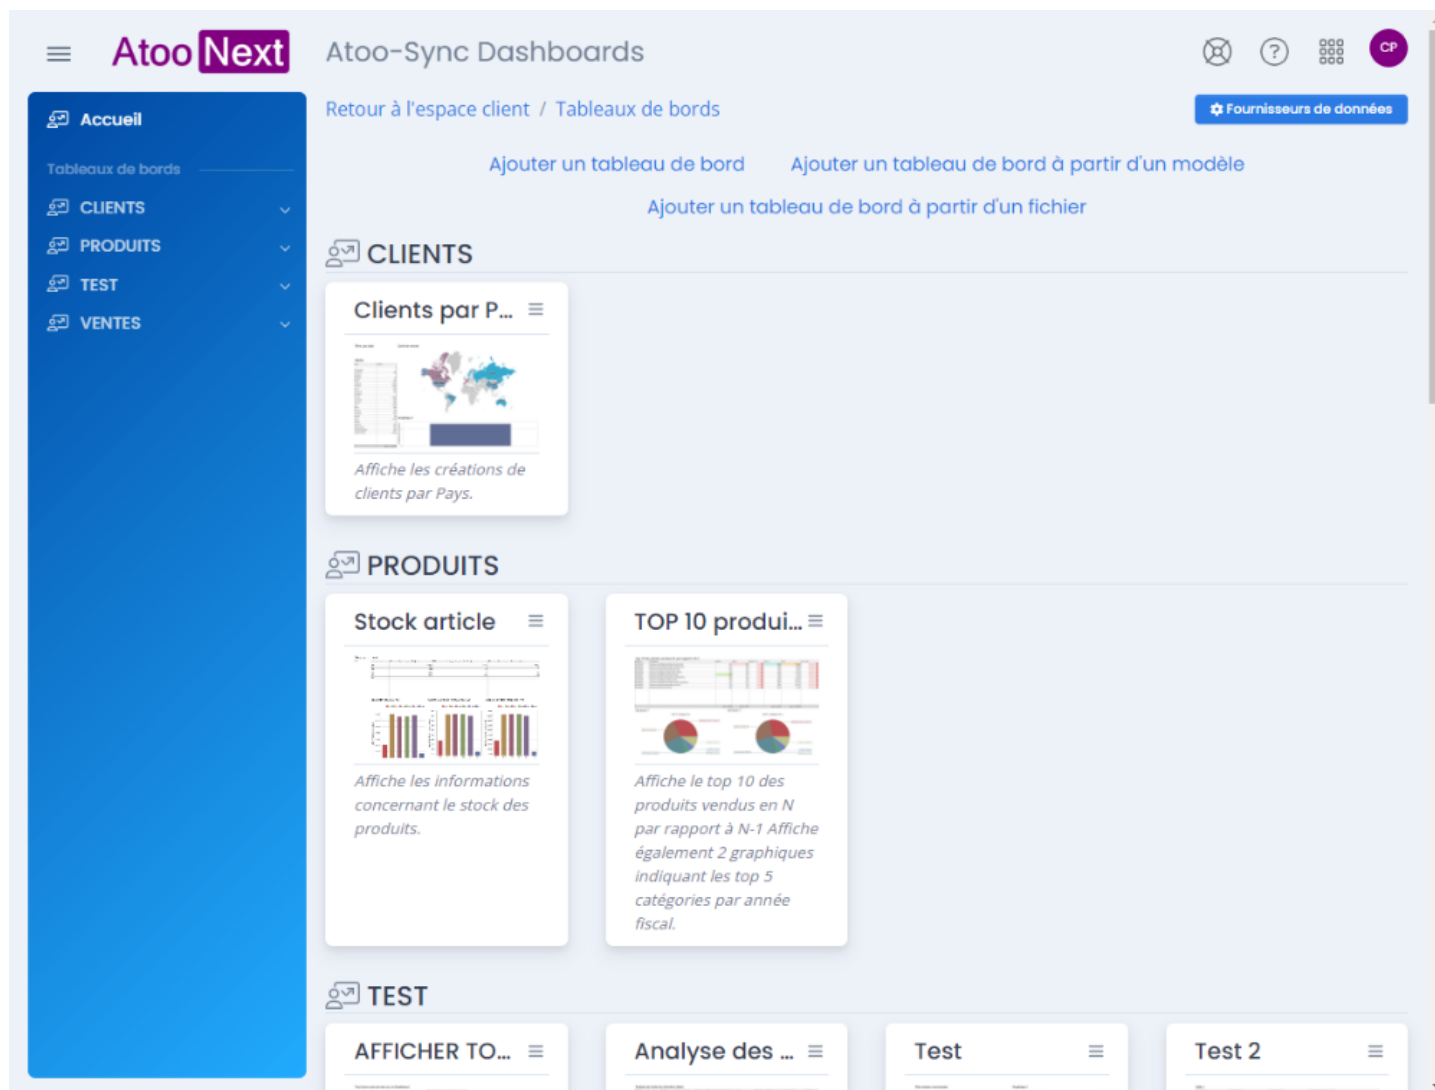 Atoo Next
Atoo-Sync Dashboards
CP
Accueil
Tableaux de bords
CLIENTS
PRODUITS
TEST
VENTES
Retour à l'espace client / Tableaux de bords
Fournisseurs de données
Ajouter un tableau de bord
Ajouter un tableau de bord à partir d'un modèle
Ajouter un tableau de bord à partir d'un fichier
CLIENTS
Clients par P...
Affiche les créations de
clients par Pays.
PRODUITS
Stock article
Affiche les informations
concernant le stock des
produits.
TOP 10 produi...
Affiche le top 10 des
produits vendus en N
par rapport à N-1 Affiche
également 2 graphiques
indiquant les top 5
catégories par année
fiscal.
TEST
AFFICHER TO...
Analyse des ...
Test
Test 2